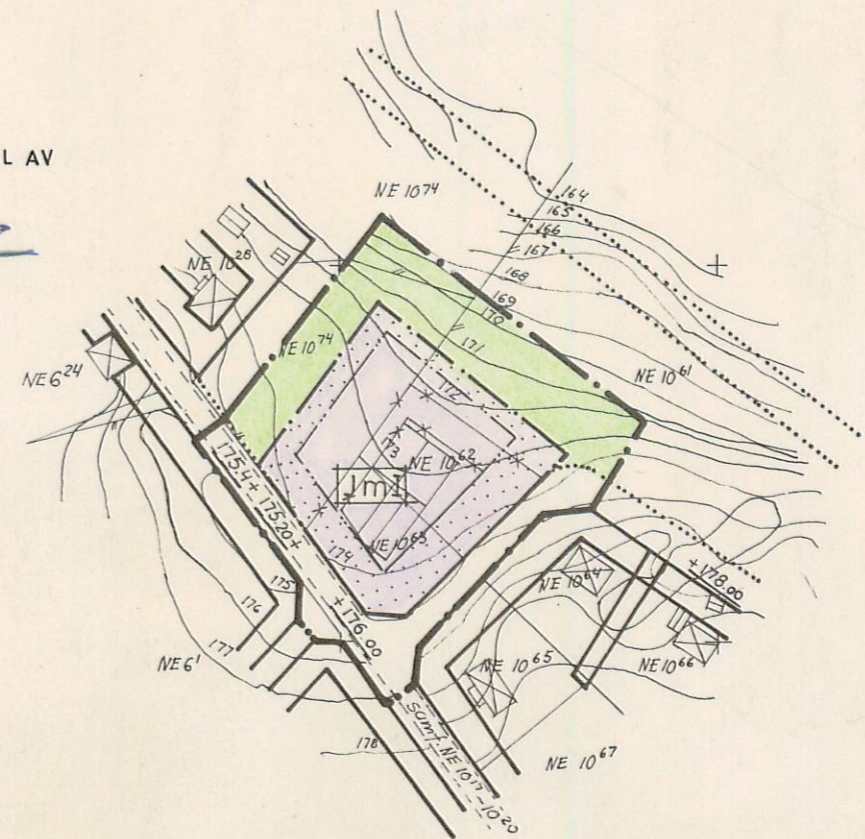 L AV
NE 10⁷⁴
164
165
166
167
168
169
170
171
NE 10²⁸
NE 10⁷⁴
NE 6²⁴
NE 10⁶¹
172
173
NE 10⁶²
JmI
NE 10⁶³
175.4+
175.20+
174
175
176
177
+176.00
NE 6¹
178
NE 10⁶⁴
+178.00
NE 10⁶⁵
NE 10⁶⁶
NE 10⁶⁷
samf. NE 10¹⁷-10²⁰